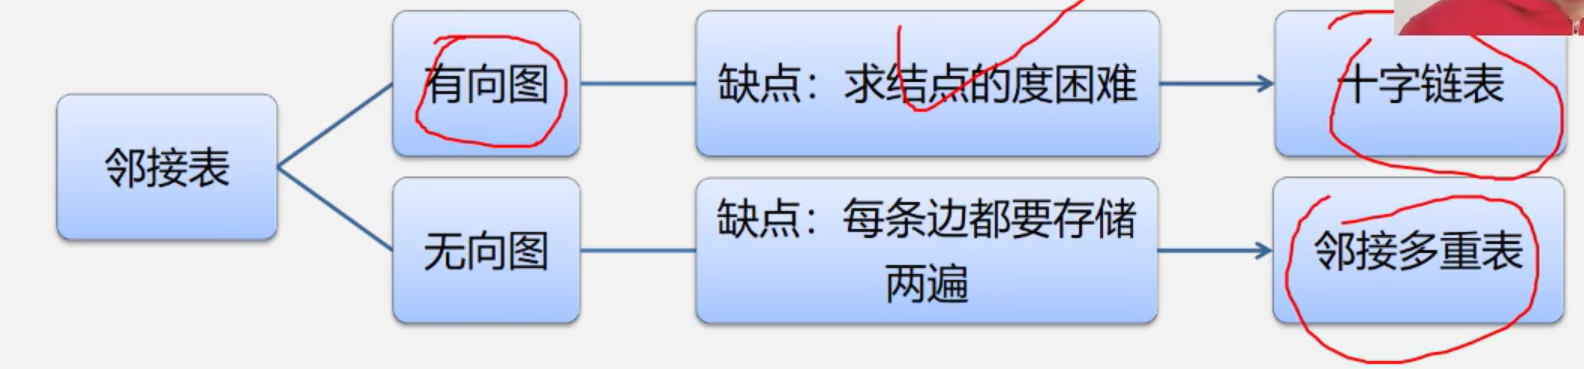 邻接表
有向图
缺点：求结点的度困难
十字链表
无向图
缺点：每条边都要存储
两遍
邻接多重表